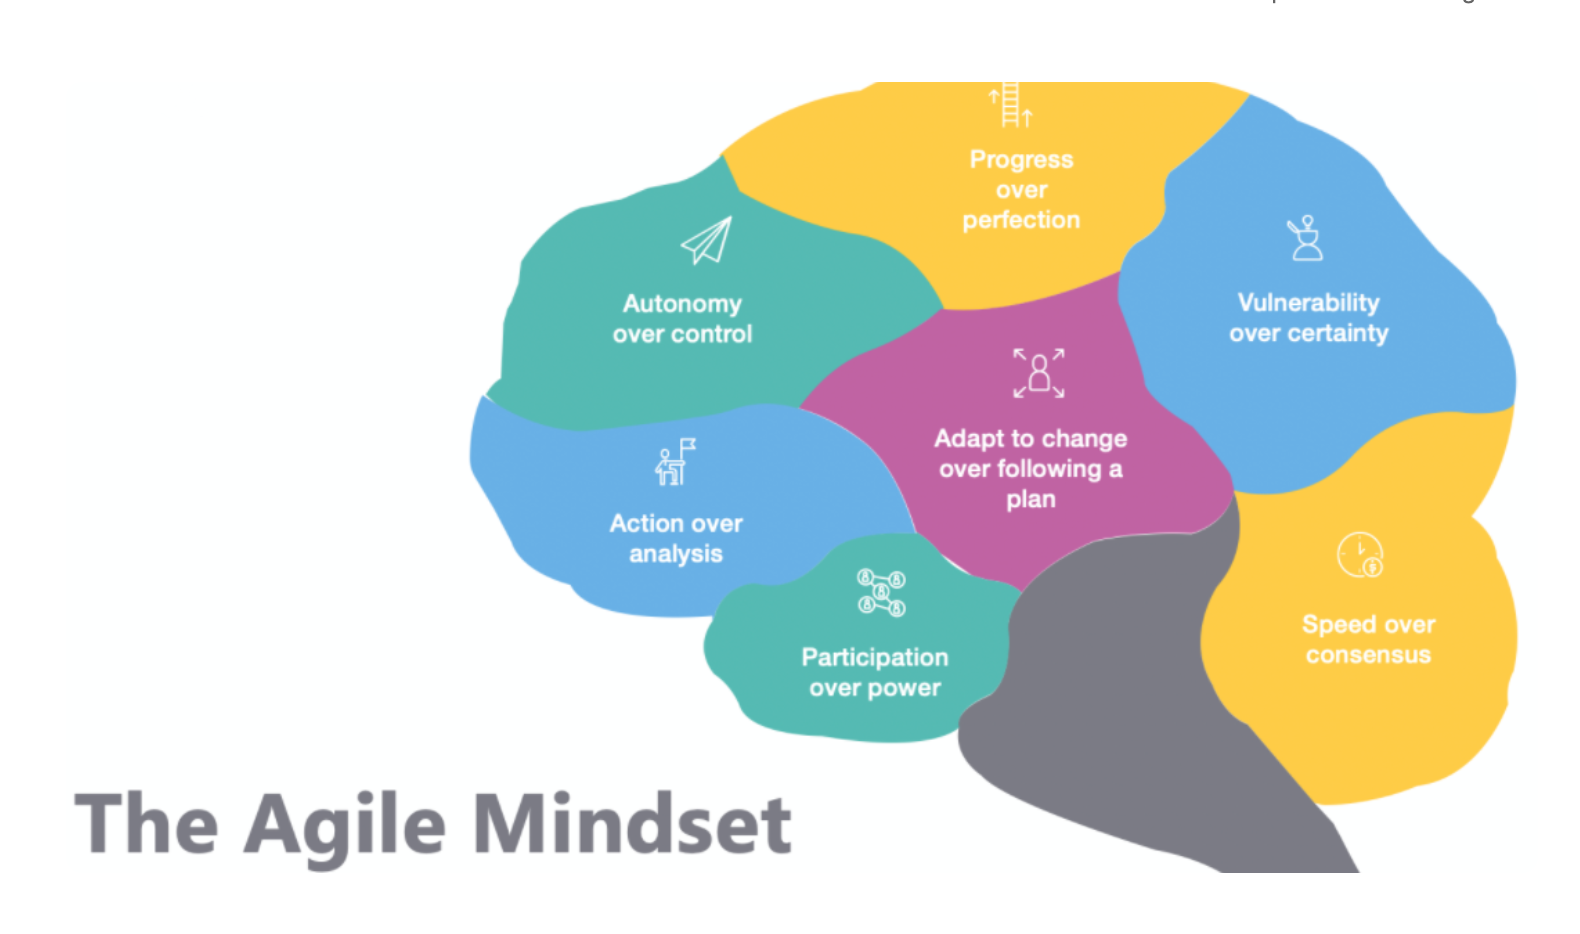 Progress
over
perfection
Autonomy
over control
Vulnerability
over certainty
Adapt to change
over following a
plan
Action over
analysis
Participation
over power
Speed over
consensus
The Agile Mindset